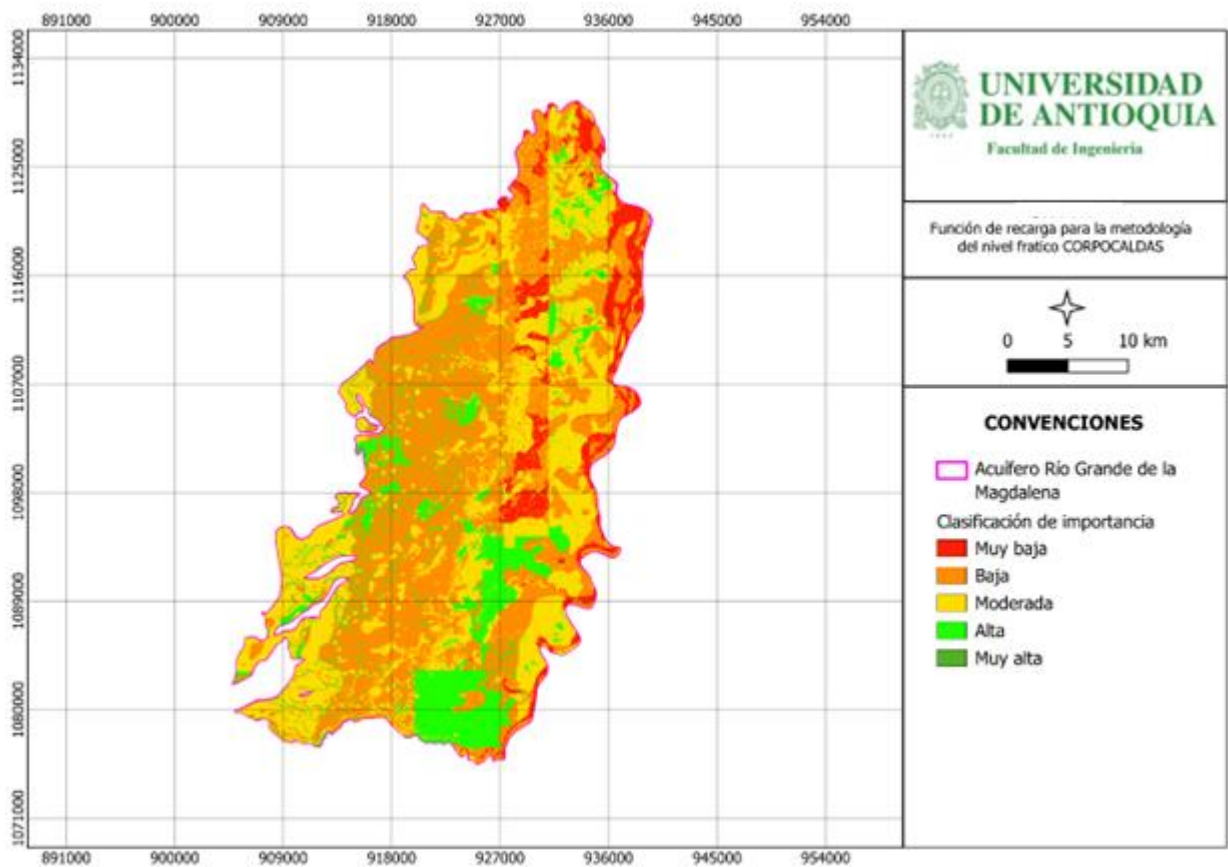 891000 900000 909000 918000 927000 936000 945000 954000
1134000
1125000
1116000
1107000
1098000
1089000
1080000
1071000
891000 900000 909000 918000 927000 936000 945000 954000
UNIVERSIDAD
DE ANTIOQUIA
Facultad de Ingeniería
Función de recarga para la metodología
del nivel fratico CORPOCALDAS
0 5 10 km
CONVENCIONES
Acuífero Río Grande de la
Magdalena
Clasificación de importancia
Muy baja
Baja
Moderada
Alta
Muy alta